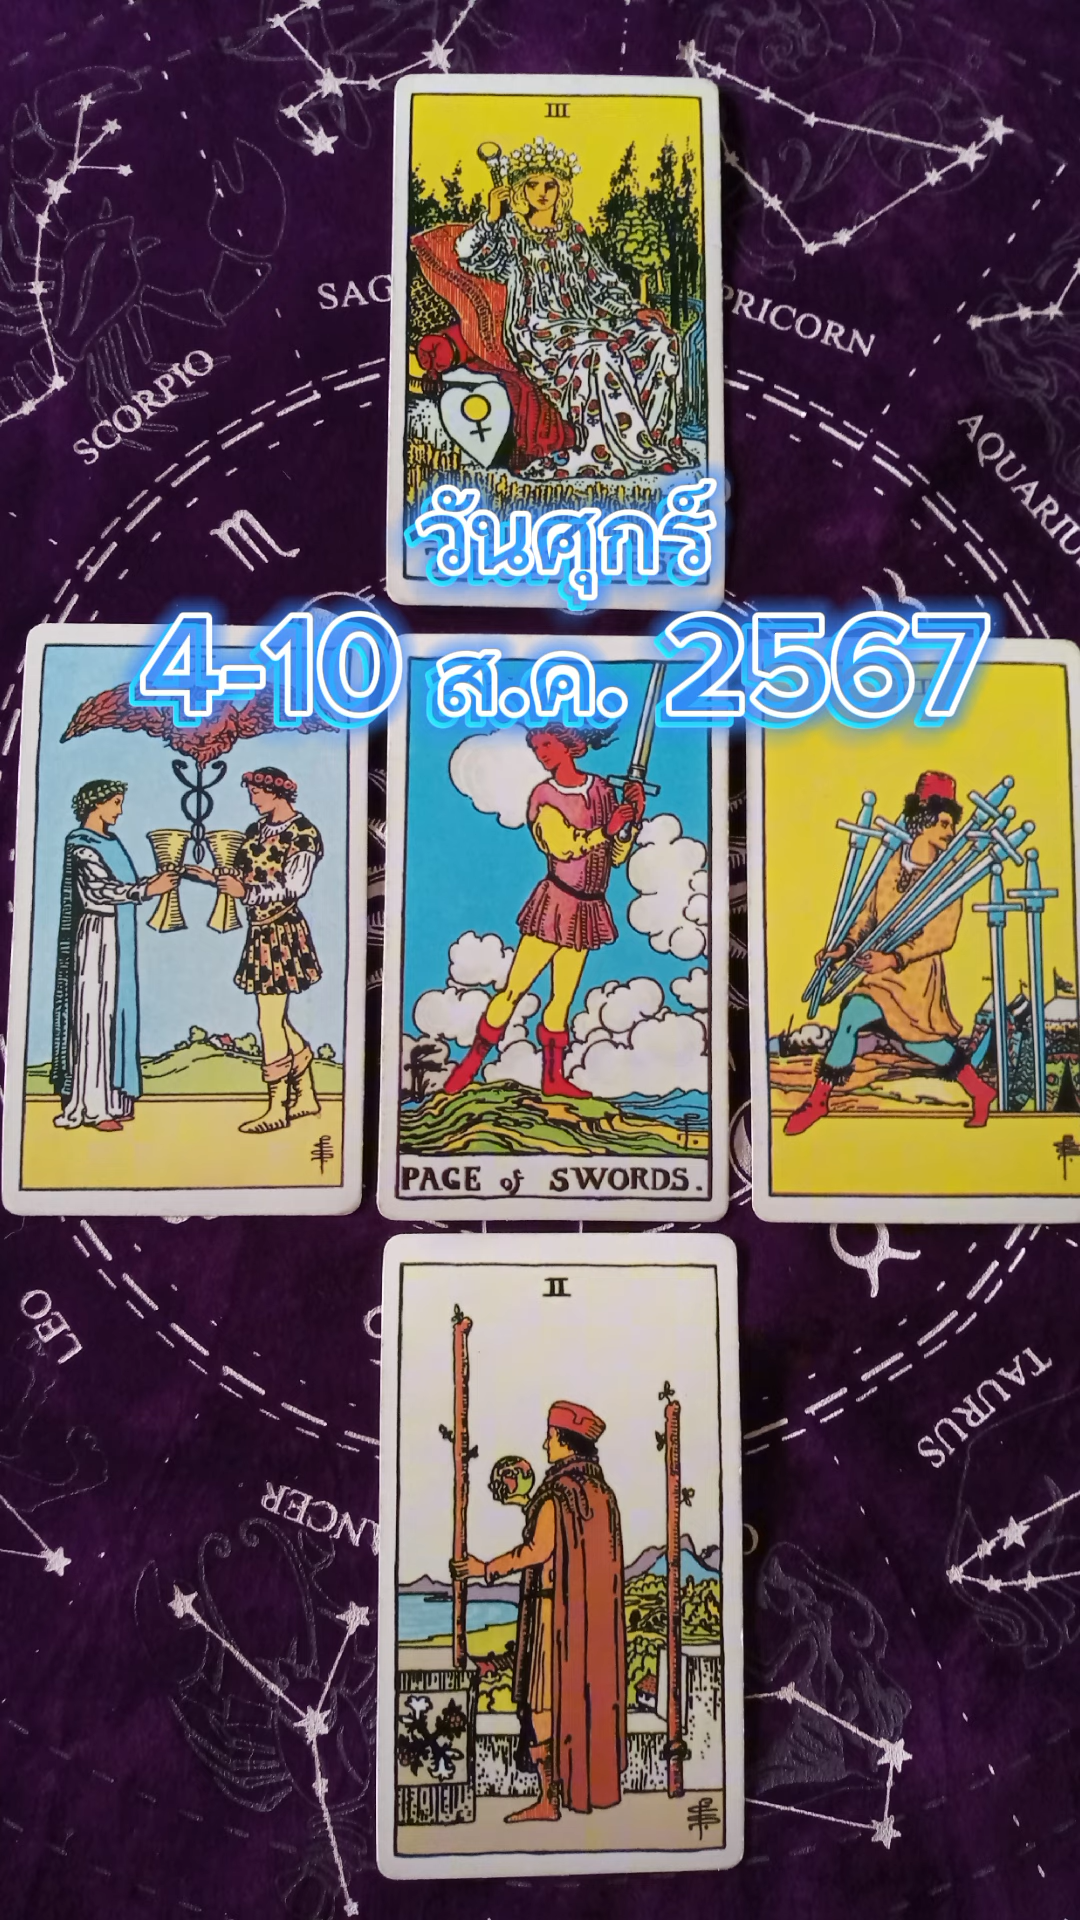 III
SAG
PRICORN
SCORPIO
AQUARIU
วันศุกร์
4-10 ส.ค. 2567
PAGE of SWORDS.
II
LEO
TAURUS
ANCER